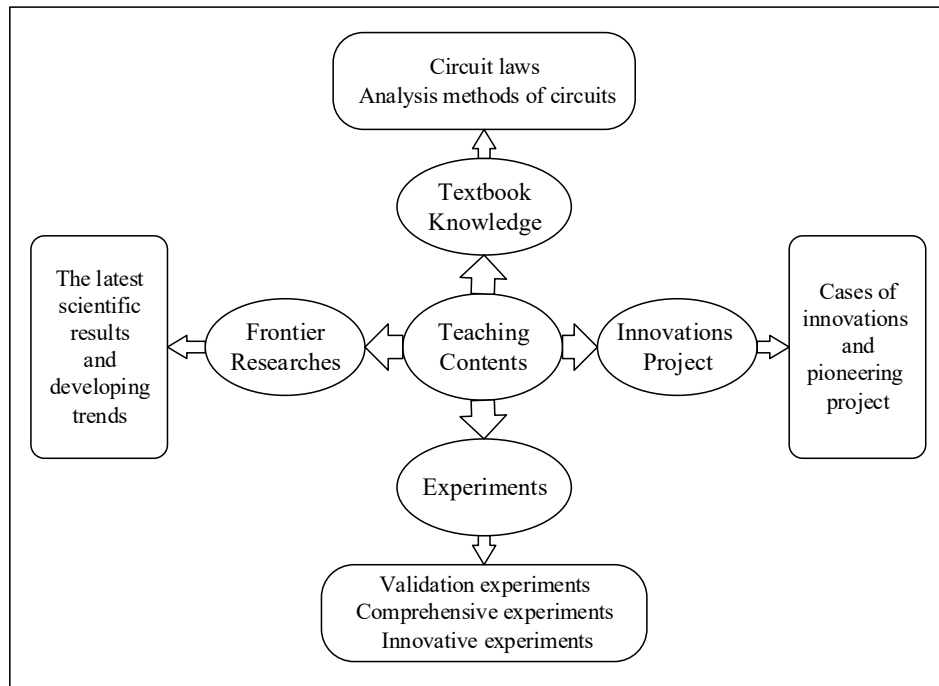 Circuit laws
Analysis methods of circuits
Textbook
Knowledge
The latest
scientific
results
and
developing
trends
Frontier
Researches
Teaching
Contents
Innovations
Project
Cases of
innovations
and
pioneering
project
Experiments
Validation experiments
Comprehensive experiments
Innovative experiments